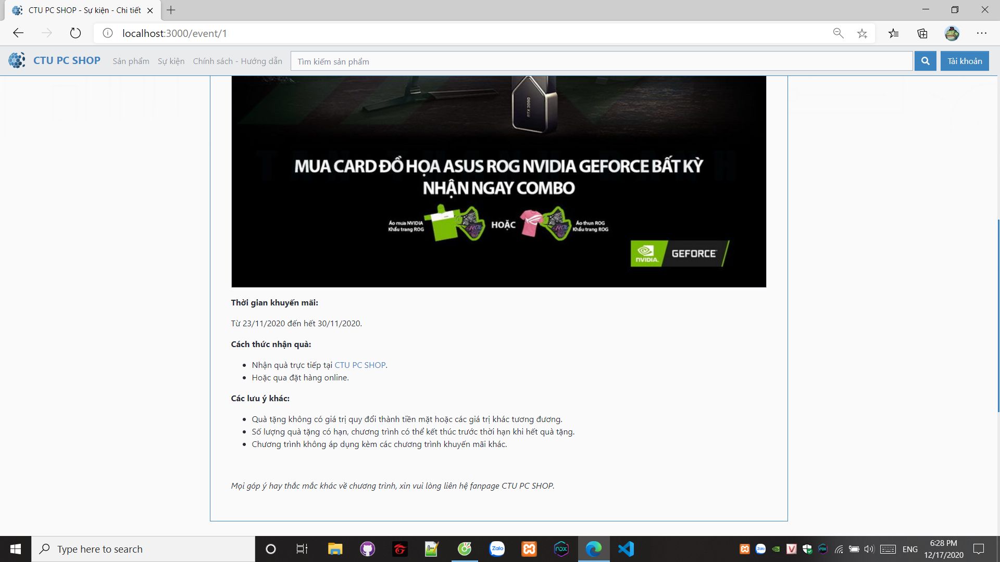 CTU PC SHOP - Sự kiện - Chi tiết
localhost:3000/event/1
CTU PC SHOP Sản phẩm Sự kiện Chính sách - Hướng dẫn Tìm kiếm sản phẩm Tài khoản
RTX 3080
MUA CARD ĐỒ HỌA ASUS ROG NVIDIA GEFORCE BẤT KỲ
NHẬN NGAY COMBO
Áo mưa NVIDIA
Khẩu trang ROG
HOẶC
Áo thun ROG
Khẩu trang ROG
NVIDIA. GEFORCE
Thời gian khuyến mãi:
Từ 23/11/2020 đến hết 30/11/2020.
Cách thức nhận quà:
Nhận quà trực tiếp tại CTU PC SHOP.
Hoặc qua đặt hàng online.
Các lưu ý khác:
Quà tặng không có giá trị quy đổi thành tiền mặt hoặc các giá trị khác tương đương.
Số lượng quà tặng có hạn, chương trình có thể kết thúc trước thời hạn khi hết quà tặng.
Chương trình không áp dụng kèm các chương trình khuyến mãi khác.
Mọi góp ý hay thắc mắc khác về chương trình, xin vui lòng liên hệ fanpage CTU PC SHOP.
Type here to search
Zalo
nox
ENG
6:28 PM
12/17/2020